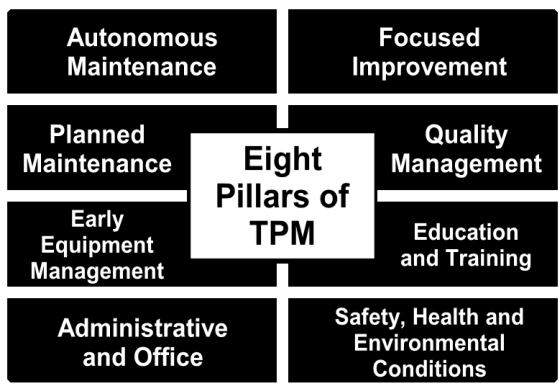 Autonomous
Maintenance
Focused
Improvement
Planned
Maintenance
Eight
Pillars of
TPM
Quality
Management
Early
Equipment
Management
Education
and Training
Administrative
and Office
Safety, Health and
Environmental
Conditions